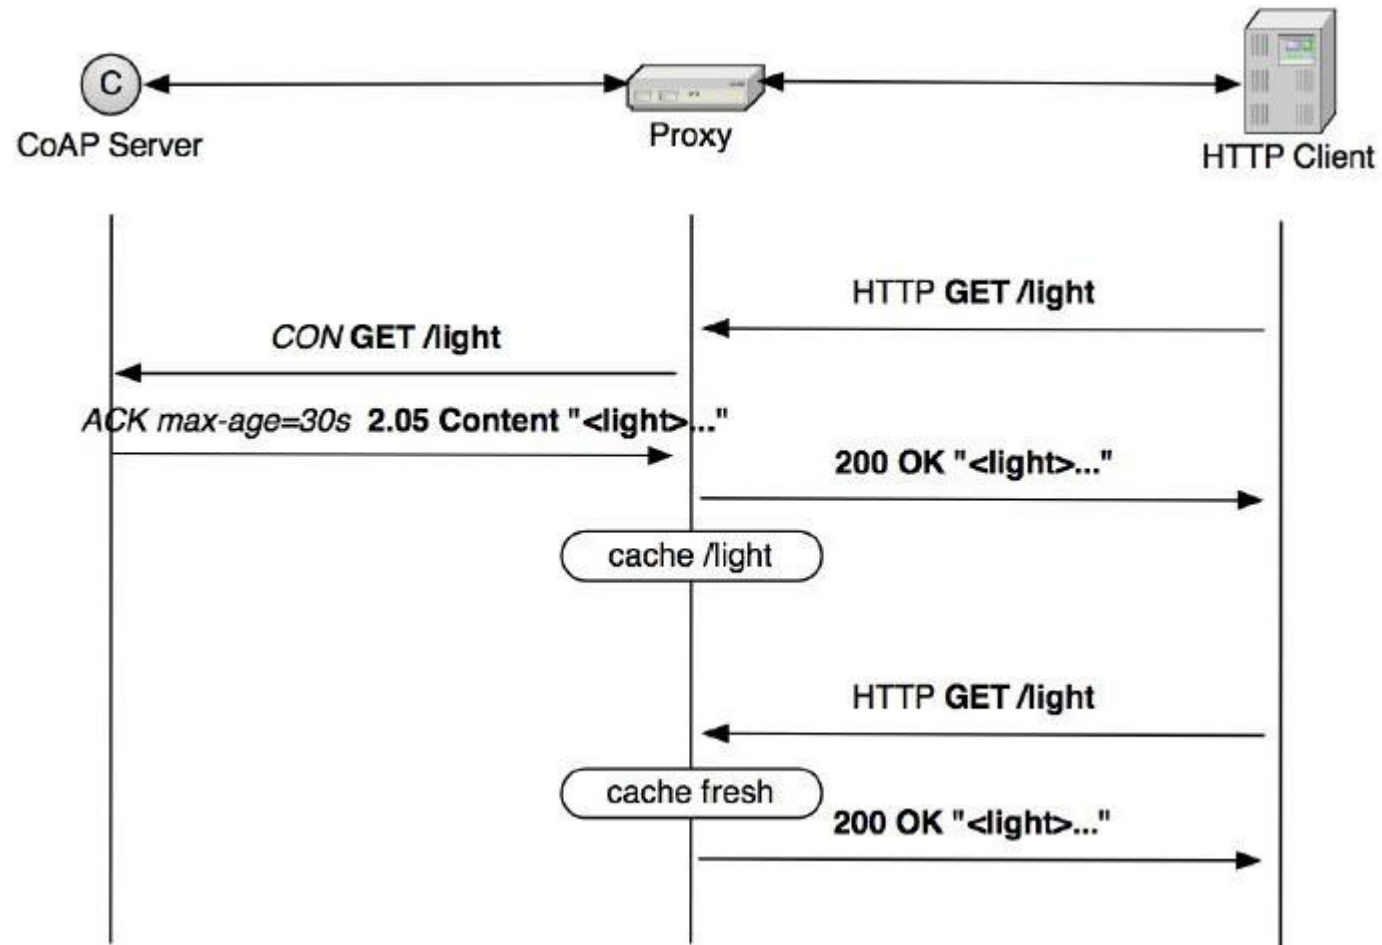 C
CoAP Server
Proxy
HTTP Client
HTTP GET /light
CON GET /light
ACK max-age=30s 2.05 Content "<light>..."
200 OK "<light>..."
cache /light
HTTP GET /light
cache fresh
200 OK "<light>..."